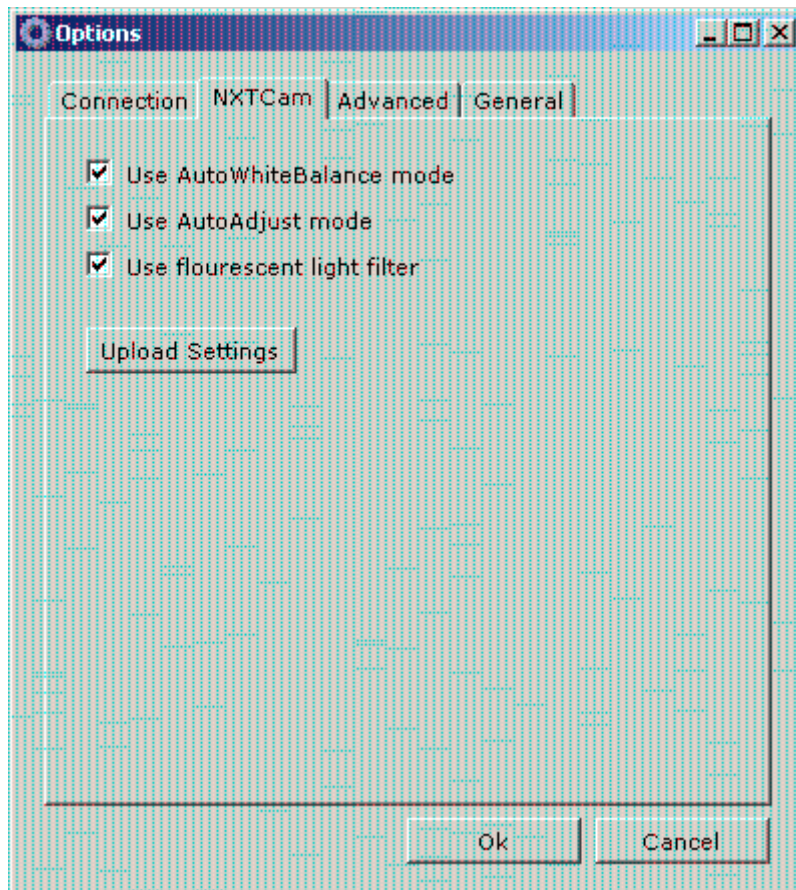 Options
Connection NXTCam Advanced General
Use AutoWhiteBalance mode
Use AutoAdjust mode
Use flourescent light filter
Upload Settings
Ok Cancel